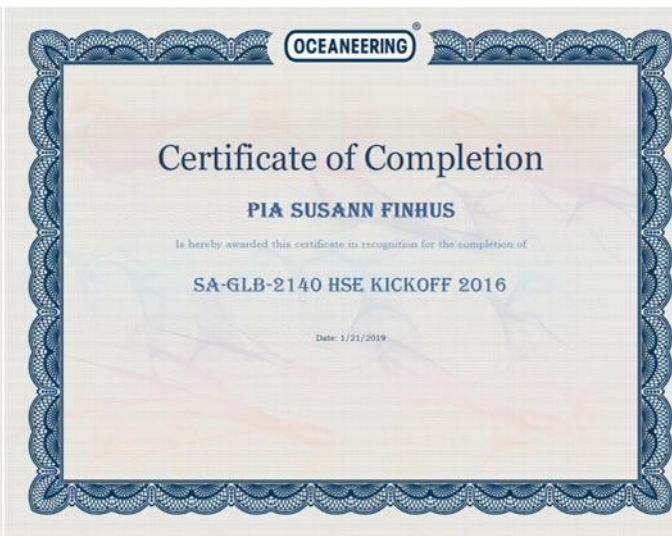 OCEANEERING®
Certificate of Completion
PIA SUSANN FINHUS
Is hereby awarded this certificate in recognition for the completion of
SA-GLB-2140 HSE KICKOFF 2016
Date: 1/21/2019